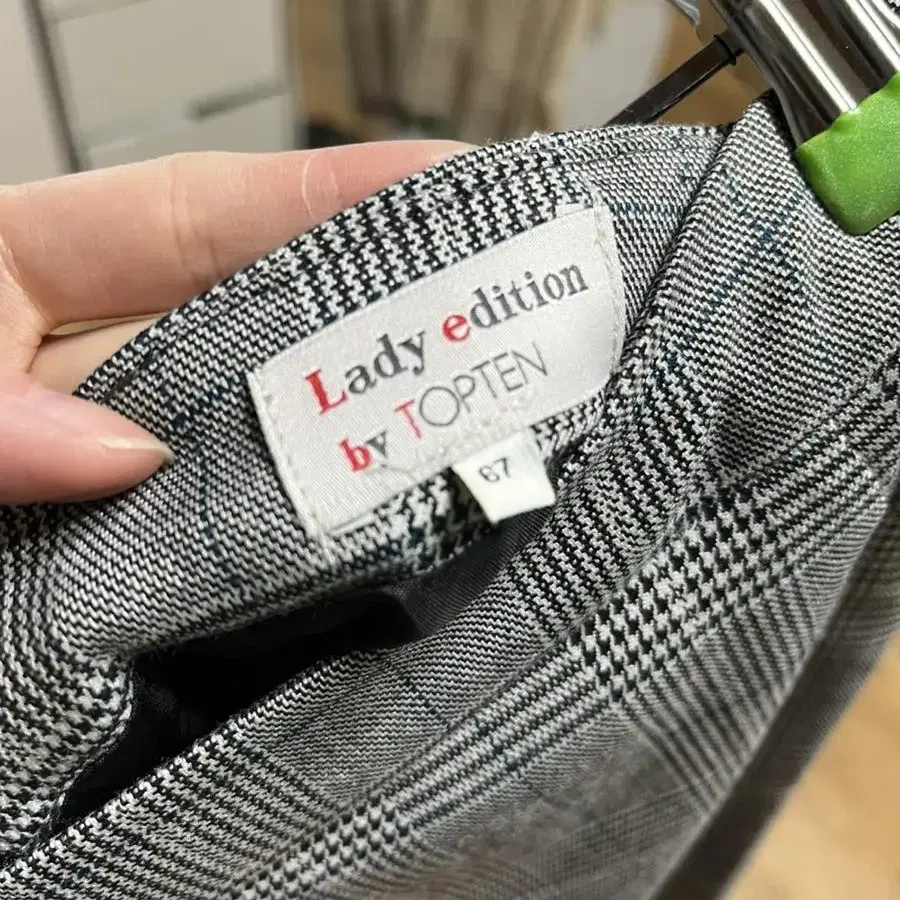 Lady edition
by TOPTEN
67